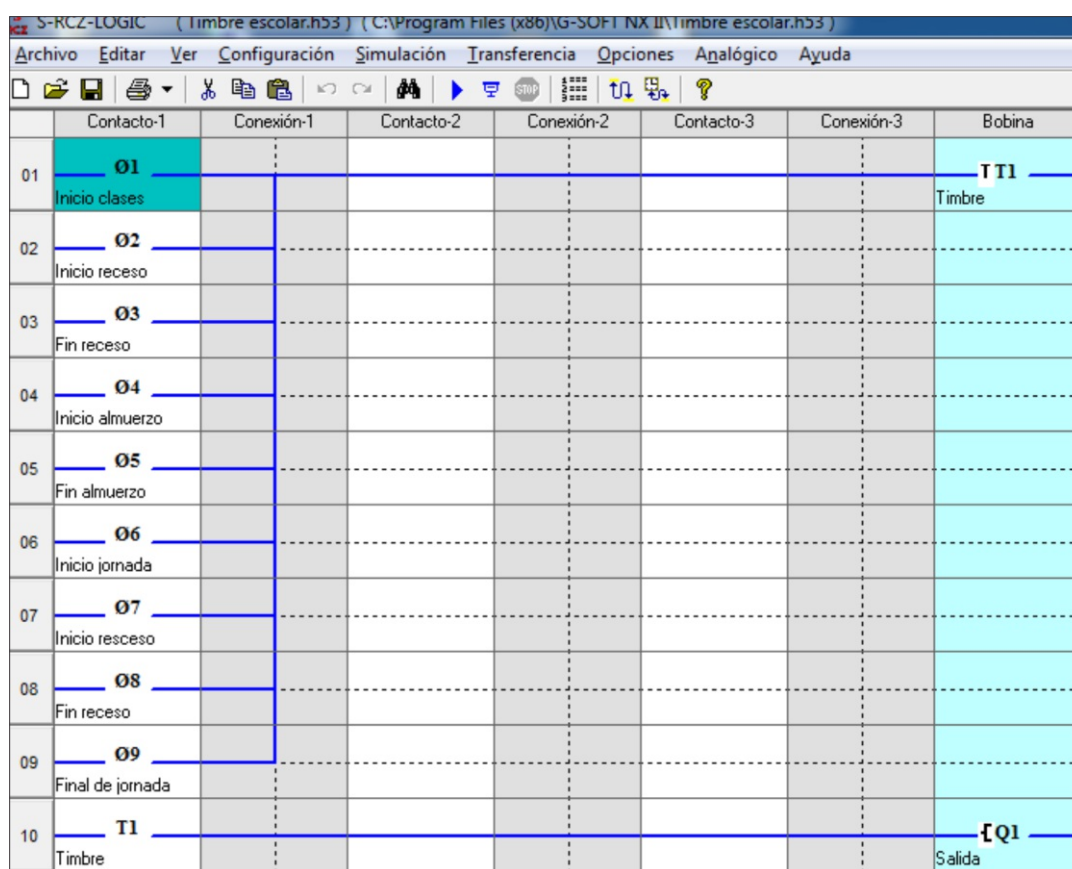 S-RCZ-LOGIC ( Timbre escolar.h53 ) ( C:\Program Files (x86)\G-SOFT NX II\Timbre escolar.h53 )
Archivo Editar Ver Configuración Simulación Transferencia Opciones Analógico Ayuda
STOP
Contacto-1 Conexión-1 Contacto-2 Conexión-2 Contacto-3 Conexión-3 Bobina
01 Ø1 T T1
Inicio clases Timbre
02 Ø2
Inicio receso
03 Ø3
Fin receso
04 Ø4
Inicio almuerzo
05 Ø5
Fin almuerzo
06 Ø6
Inicio jornada
07 Ø7
Inicio resceso
08 Ø8
Fin receso
09 Ø9
Final de jornada
10 T1 [Q1
Timbre Salida